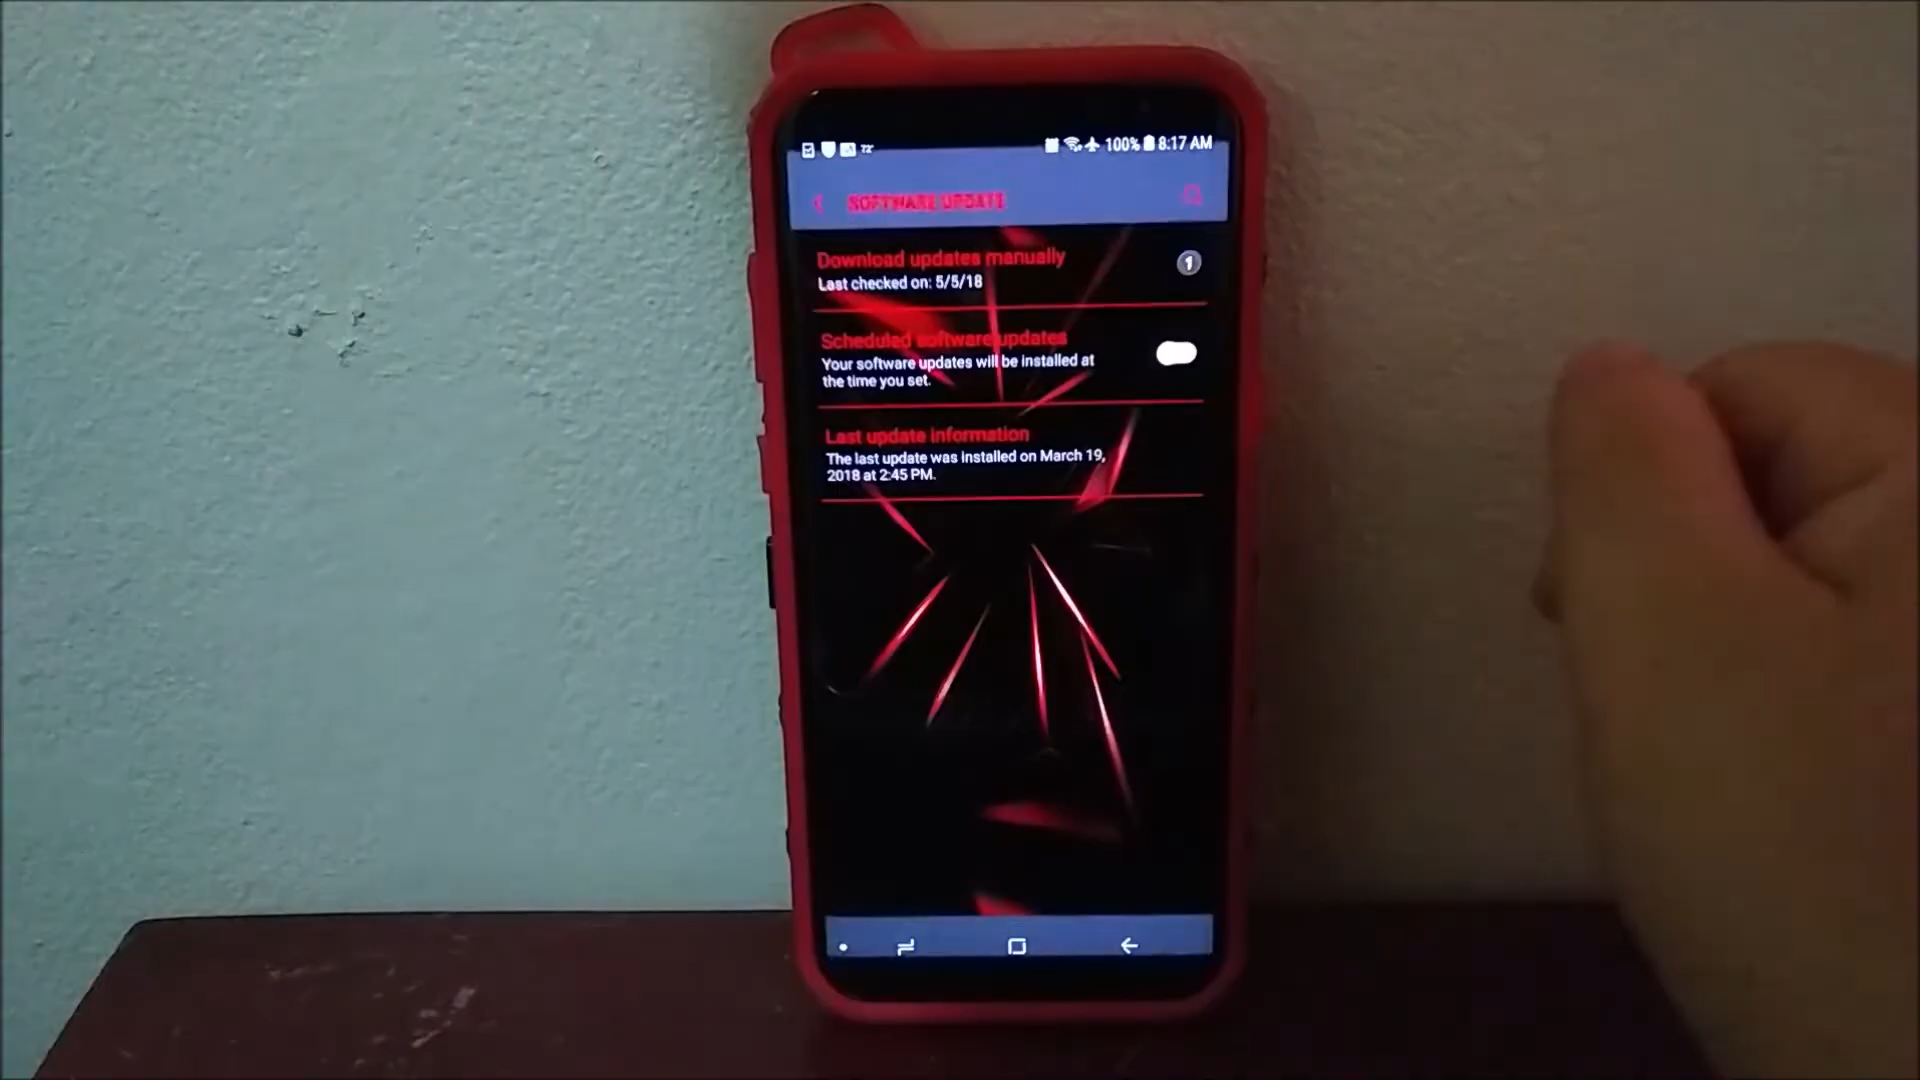 72° 100% 8:17 AM
SOFTWARE UPDATE
Download updates manually
1
Last checked on: 5/5/18
Scheduled software updates
Your software updates will be installed at
the time you set.
Last update information
The last update was installed on March 19,
2018 at 2:45 PM.